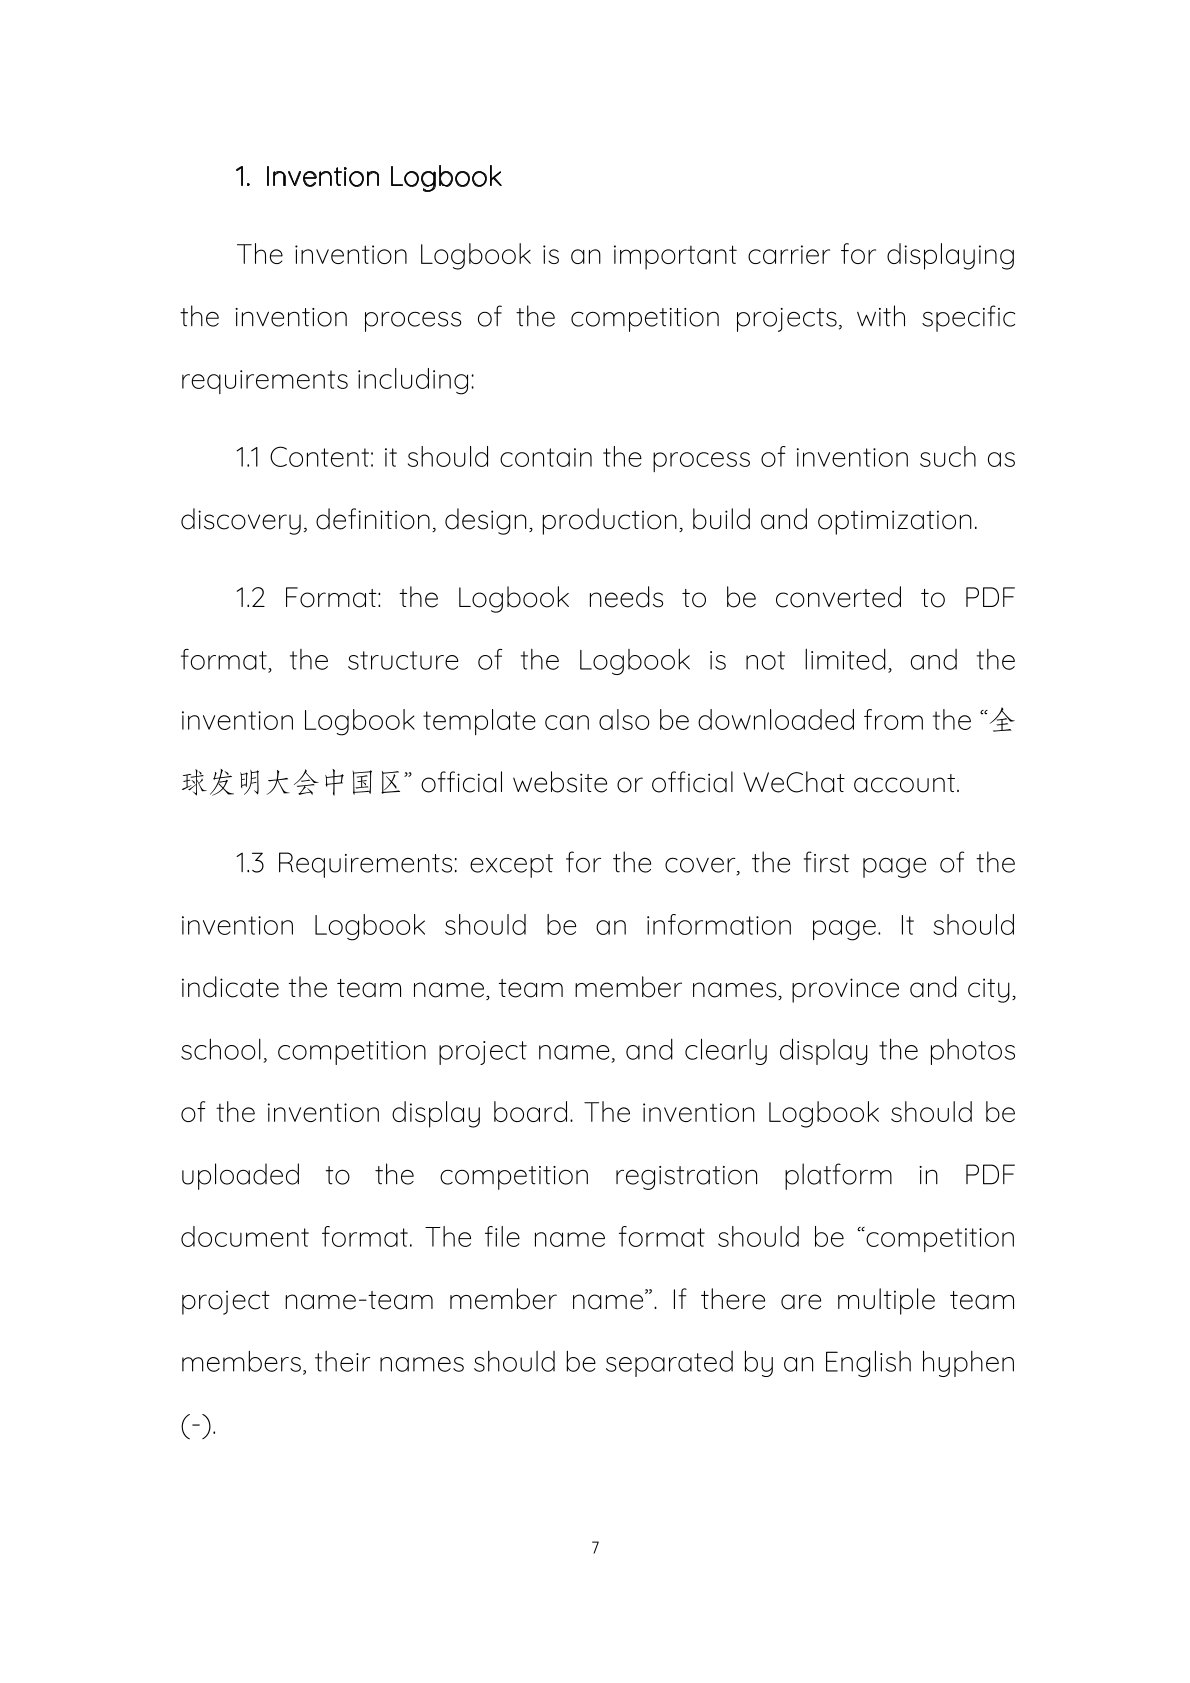 1. Invention Logbook
The invention Logbook is an important carrier for displaying
the invention process of the competition projects, with specific
requirements including:
1.1 Content: it should contain the process of invention such as
discovery, definition, design, production, build and optimization.
1.2 Format: the Logbook needs to be converted to PDF
format, the structure of the Logbook is not limited, and the
invention Logbook template can also be downloaded from the “全
球发明大会中国区” official website or official WeChat account.
1.3 Requirements: except for the cover, the first page of the
invention Logbook should be an information page. It should
indicate the team name, team member names, province and city,
school, competition project name, and clearly display the photos
of the invention display board. The invention Logbook should be
uploaded to the competition registration platform in PDF
document format. The file name format should be “competition
project name-team member name”. If there are multiple team
members, their names should be separated by an English hyphen
(-).
7